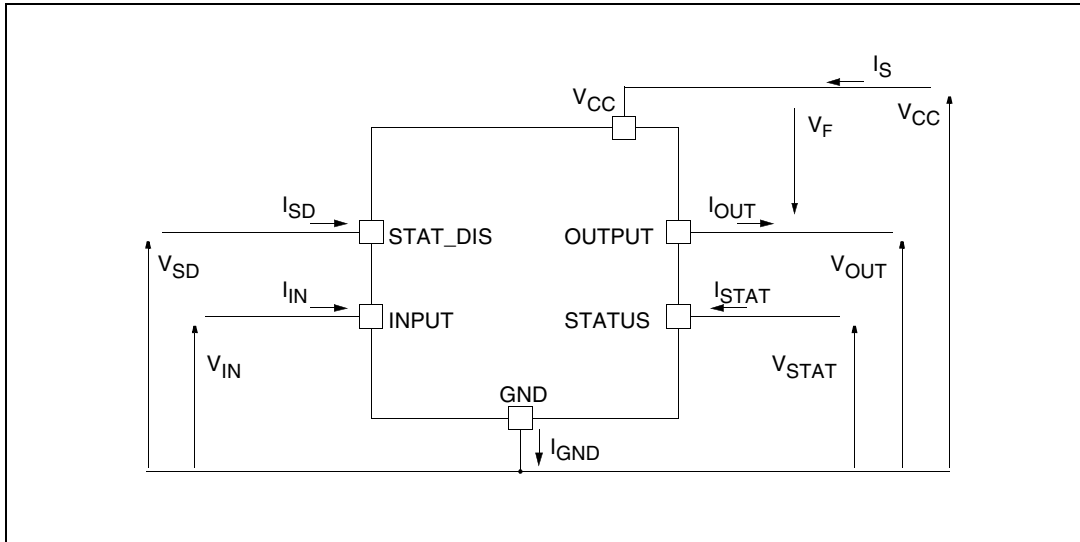 I_S
V_CC
V_F
V_CC
I_SD
I_OUT
STAT_DIS
OUTPUT
V_SD
V_OUT
I_IN
I_STAT
INPUT
STATUS
V_IN
V_STAT
GND
I_GND